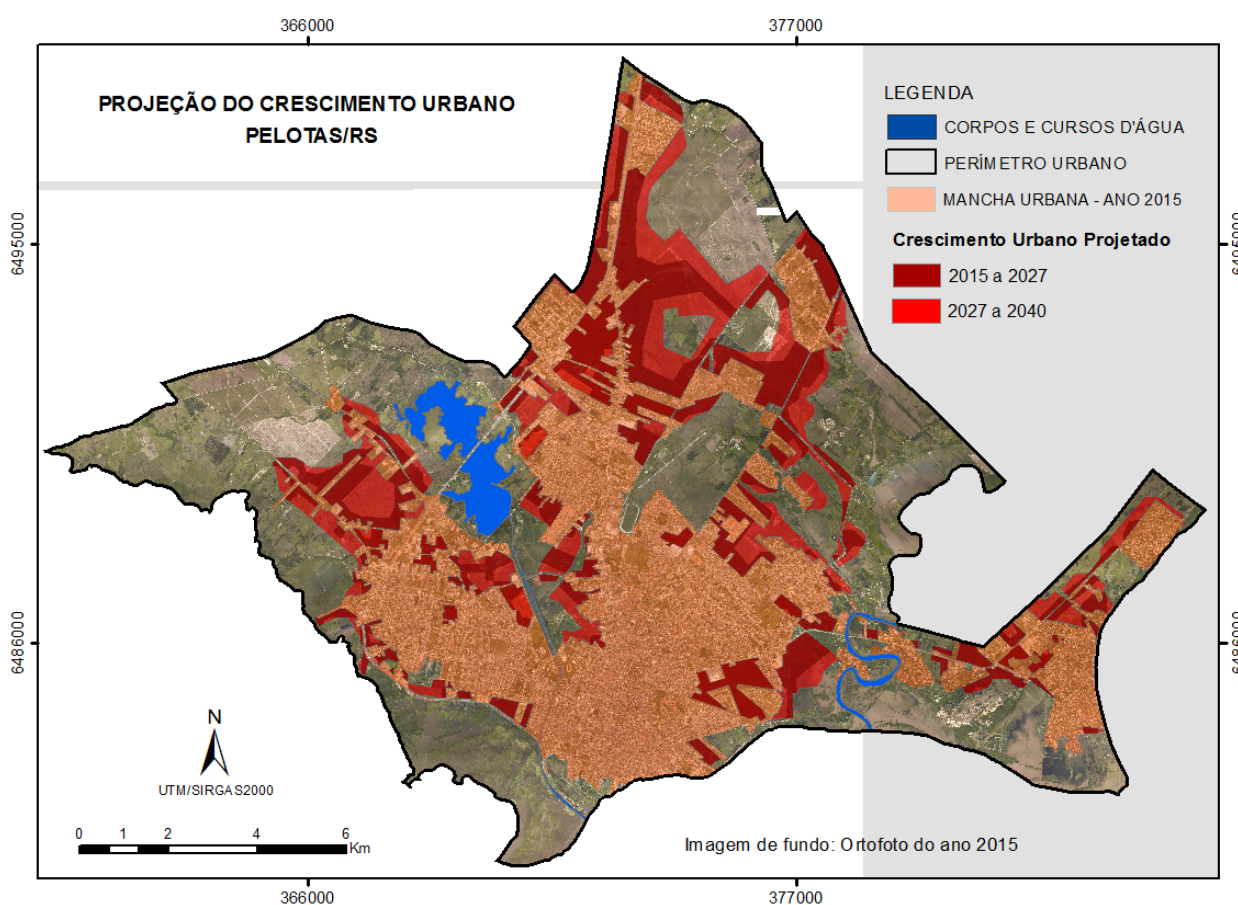 366000
377000
PROJEÇÃO DO CRESCIMENTO URBANO
PELOTAS/RS
LEGENDA
CORPOS E CURSOS D'ÁGUA
PERÍMETRO URBANO
MANCHA URBANA - ANO 2015
Crescimento Urbano Projetado
2015 a 2027
2027 a 2040
6495000
6495000
6486000
6486000
N
UTM/SIRGAS2000
0 1 2 4 6
Km
Imagem de fundo: Ortofoto do ano 2015
366000
377000